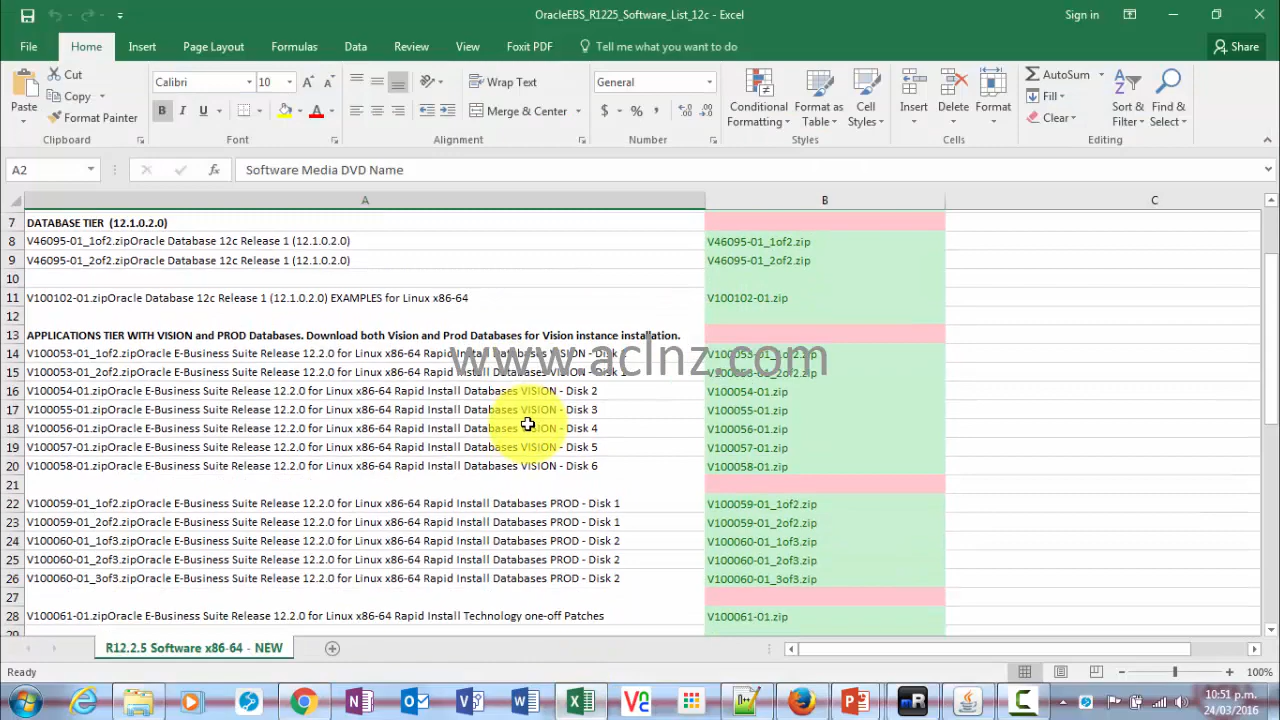 OracleEBS_R1225_Software_List_12c - Excel
Sign in
File Home Insert Page Layout Formulas Data Review View Foxit PDF Tell me what you want to do Share
Paste
Cut
Copy
Format Painter
Clipboard
Calibri 10
B I U
Font
Wrap Text
Merge & Center
Alignment
General
$ % ,
Number
Conditional Formatting
Format as Table
Cell Styles
Styles
Insert
Delete
Format
Cells
AutoSum
Fill
Clear
Sort & Filter
Find & Select
Editing
A2 fx Software Media DVD Name
A B C
7 DATABASE TIER (12.1.0.2.0)
8 V46095-01_1of2.zipOracle Database 12c Release 1 (12.1.0.2.0) V46095-01_1of2.zip
9 V46095-01_2of2.zipOracle Database 12c Release 1 (12.1.0.2.0) V46095-01_2of2.zip
10
11 V100102-01.zipOracle Database 12c Release 1 (12.1.0.2.0) EXAMPLES for Linux x86-64 V100102-01.zip
12
13 APPLICATIONS TIER WITH VISION and PROD Databases. Download both Vision and Prod Databases for Vision instance installation.
14 V100053-01_1of2.zipOracle E-Business Suite Release 12.2.0 for Linux x86-64 Rapid Install Databases VISION - Disk V100053-01_1of2.zip
www.aclnz.com
15 V100053-01_2of2.zipOracle E-Business Suite Release 12.2.0 for Linux x86-64 Rapid Install Databases VISION - Disk 1 V100053-01_2of2.zip
16 V100054-01.zipOracle E-Business Suite Release 12.2.0 for Linux x86-64 Rapid Install Databases VISION - Disk 2 V100054-01.zip
17 V100055-01.zipOracle E-Business Suite Release 12.2.0 for Linux x86-64 Rapid Install Databases VISION - Disk 3 V100055-01.zip
18 V100056-01.zipOracle E-Business Suite Release 12.2.0 for Linux x86-64 Rapid Install Databases VISION - Disk 4 V100056-01.zip
19 V100057-01.zipOracle E-Business Suite Release 12.2.0 for Linux x86-64 Rapid Install Databases VISION - Disk 5 V100057-01.zip
20 V100058-01.zipOracle E-Business Suite Release 12.2.0 for Linux x86-64 Rapid Install Databases VISION - Disk 6 V100058-01.zip
21
22 V100059-01_1of2.zipOracle E-Business Suite Release 12.2.0 for Linux x86-64 Rapid Install Databases PROD - Disk 1 V100059-01_1of2.zip
23 V100059-01_2of2.zipOracle E-Business Suite Release 12.2.0 for Linux x86-64 Rapid Install Databases PROD - Disk 1 V100059-01_2of2.zip
24 V100060-01_1of3.zipOracle E-Business Suite Release 12.2.0 for Linux x86-64 Rapid Install Databases PROD - Disk 2 V100060-01_1of3.zip
25 V100060-01_2of3.zipOracle E-Business Suite Release 12.2.0 for Linux x86-64 Rapid Install Databases PROD - Disk 2 V100060-01_2of3.zip
26 V100060-01_3of3.zipOracle E-Business Suite Release 12.2.0 for Linux x86-64 Rapid Install Databases PROD - Disk 2 V100060-01_3of3.zip
27
28 V100061-01.zipOracle E-Business Suite Release 12.2.0 for Linux x86-64 Rapid Install Technology one-off Patches V100061-01.zip
29
R12.2.5 Software x86-64 - NEW
Ready 100%
10:51 p.m.
24/03/2016